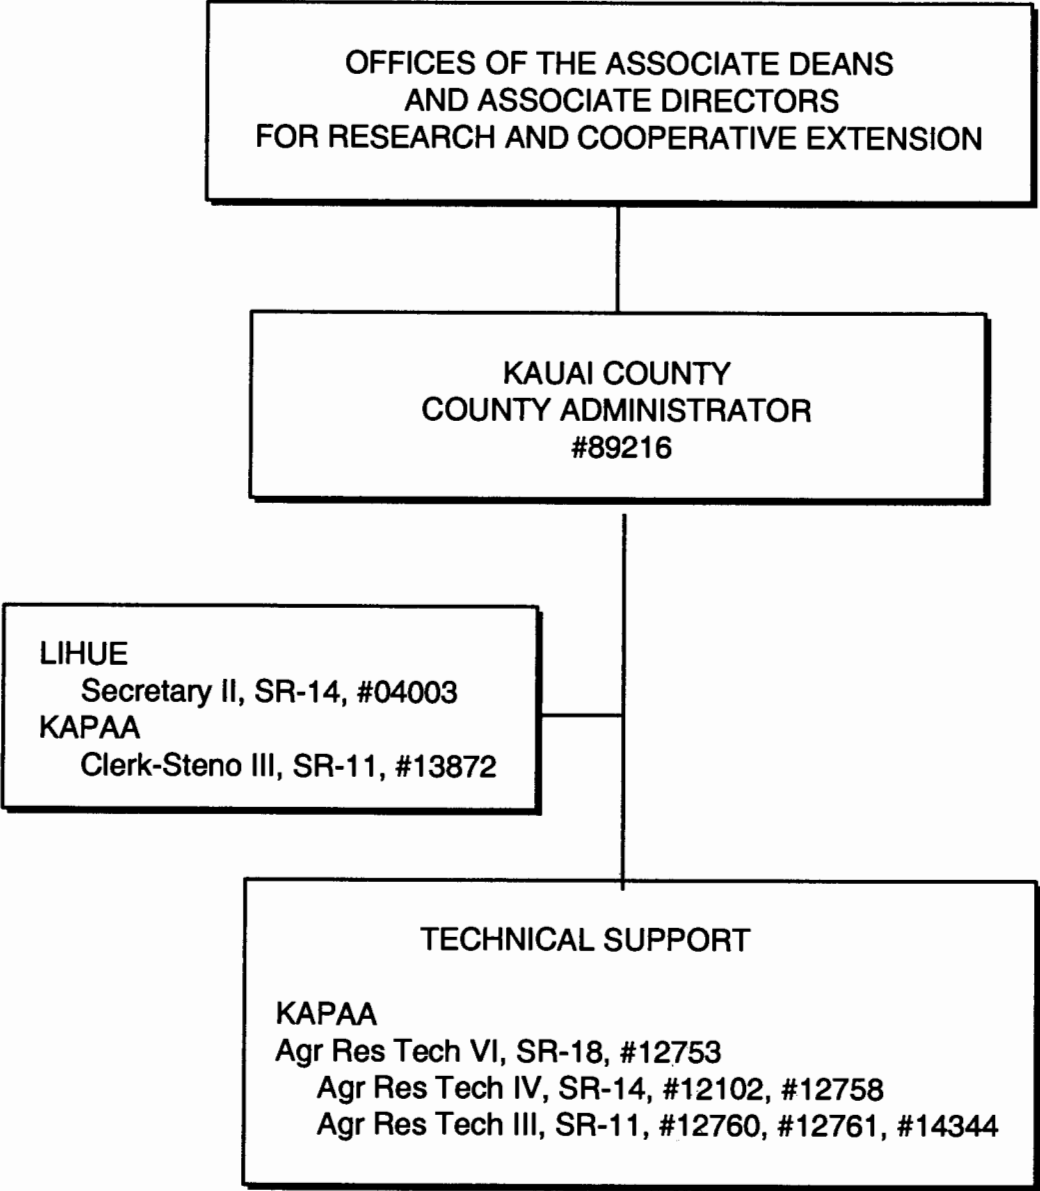 OFFICES OF THE ASSOCIATE DEANS
AND ASSOCIATE DIRECTORS
FOR RESEARCH AND COOPERATIVE EXTENSION
KAUAI COUNTY
COUNTY ADMINISTRATOR
#89216
LIHUE
Secretary II, SR-14, #04003
KAPAA
Clerk-Steno III, SR-11, #13872
TECHNICAL SUPPORT
KAPAA
Agr Res Tech VI, SR-18, #12753
Agr Res Tech IV, SR-14, #12102, #12758
Agr Res Tech III, SR-11, #12760, #12761, #14344